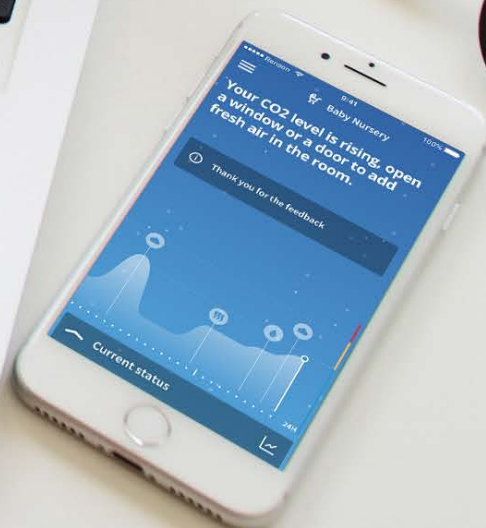 Renson 9:41 100%
Baby Nursery
Your CO2 level is rising, open
a window or a door to add
fresh air in the room.
Thank you for the feedback
24H
Current status